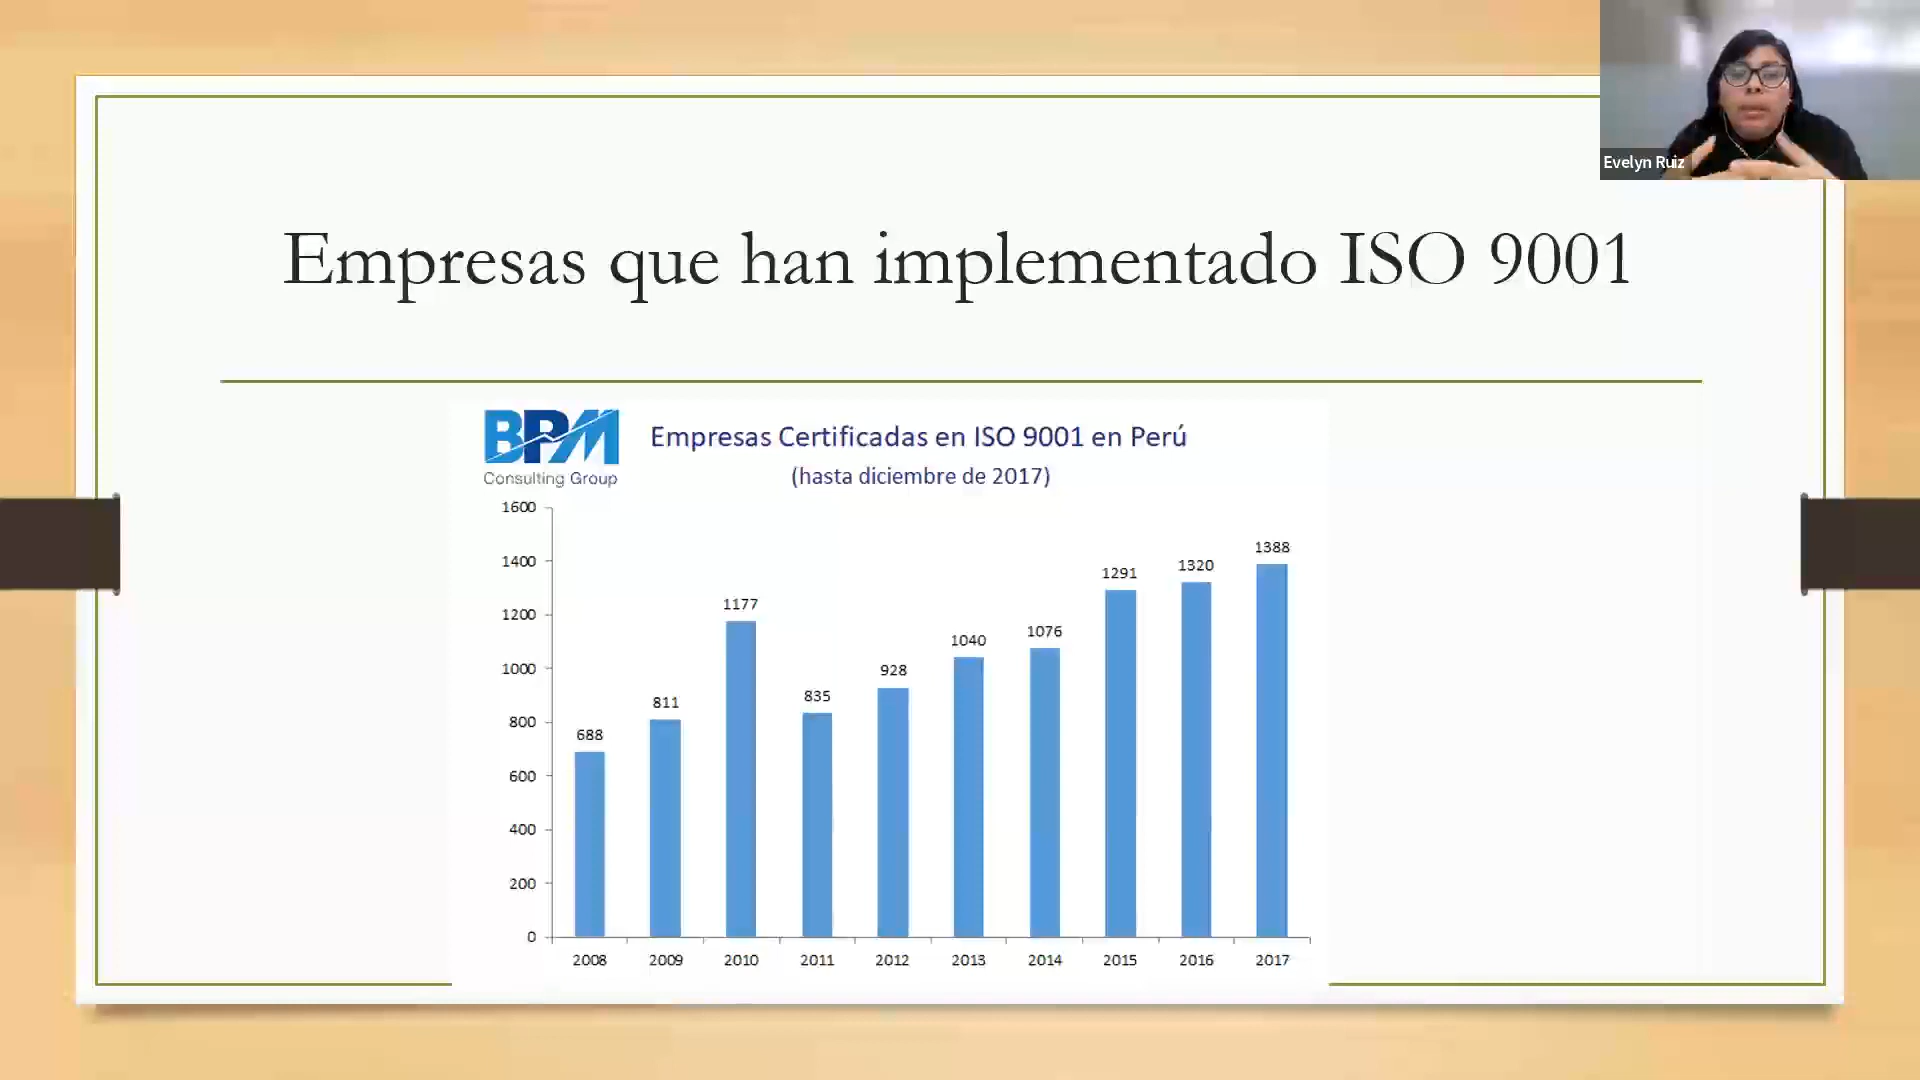 Evelyn Ruiz
Empresas que han implementado ISO 9001
BPM
Consulting Group
Empresas Certificadas en ISO 9001 en Perú
(hasta diciembre de 2017)
1600
1400
1200
1000
800
600
400
200
0
688
811
1177
835
928
1040
1076
1291
1320
1388
2008 2009 2010 2011 2012 2013 2014 2015 2016 2017